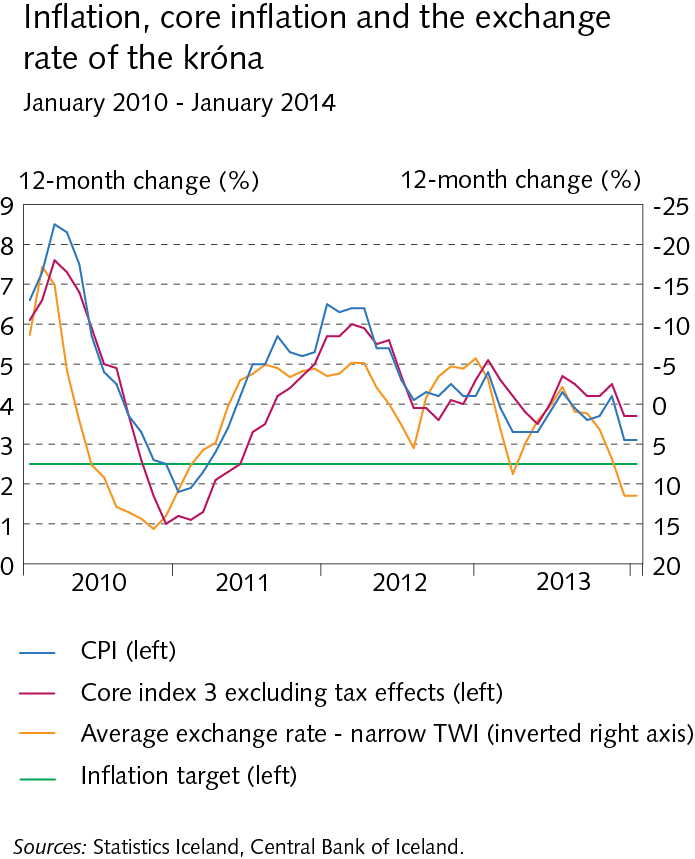 Inflation, core inflation and the exchange
rate of the króna
January 2010 - January 2014
12-month change (%) 12-month change (%)
9 -25
8 -20
7 -15
6 -10
5 -5
4 0
3 5
2 10
1 15
0 20
2010 2011 2012 2013
CPI (left)
Core index 3 excluding tax effects (left)
Average exchange rate - narrow TWI (inverted right axis)
Inflation target (left)
Sources: Statistics Iceland, Central Bank of Iceland.